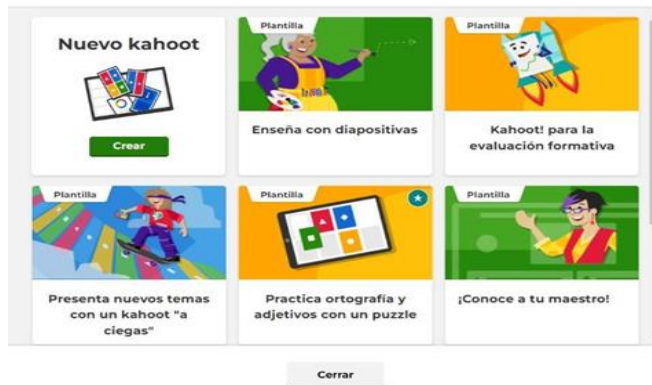 Nuevo kahoot
Crear
Plantilla
Enseña con diapositivas
Plantilla
Kahoot! para la
evaluación formativa
Plantilla
Presenta nuevos temas
con un kahoot "a
ciegas"
Plantilla
Practica ortografía y
adjetivos con un puzzle
Plantilla
¡Conoce a tu maestro!
Cerrar